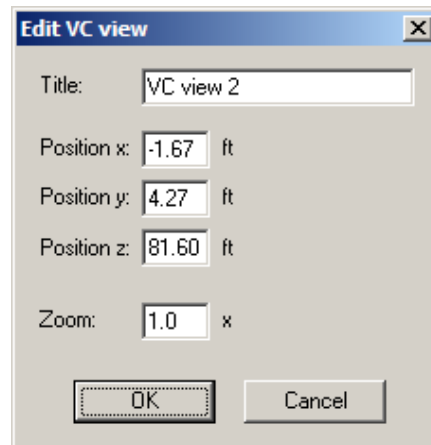 Edit VC view
Title: VC view 2
Position x: -1.67 ft
Position y: 4.27 ft
Position z: 81.60 ft
Zoom: 1.0 x
OK Cancel